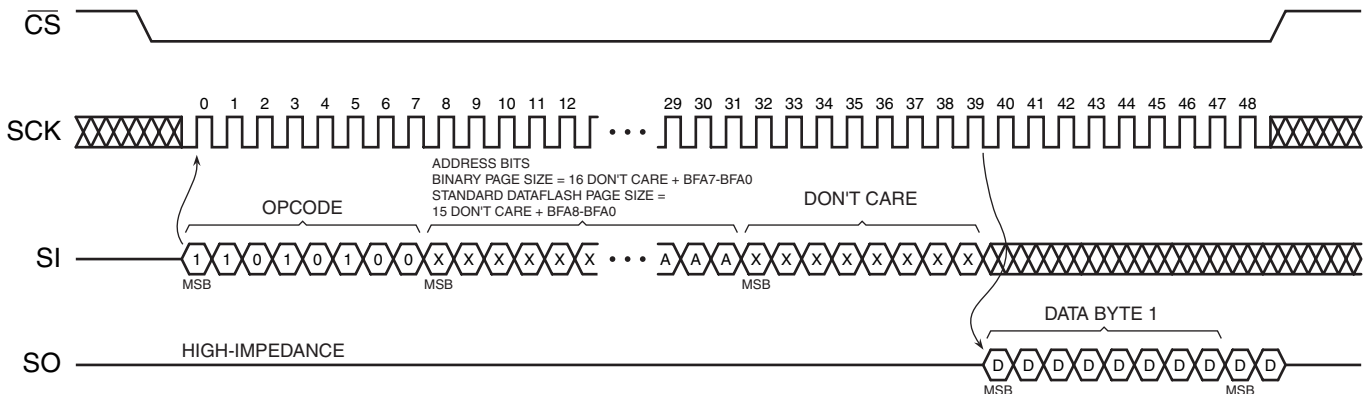 CS
SCK
0 1 2 3 4 5 6 7 8 9 10 11 12 29 30 31 32 33 34 35 36 37 38 39 40 41 42 43 44 45 46 47 48
ADDRESS BITS
BINARY PAGE SIZE = 16 DON'T CARE + BFA7-BFA0
STANDARD DATAFLASH PAGE SIZE =
15 DON'T CARE + BFA8-BFA0
OPCODE
DON'T CARE
SI
1 1 0 1 0 1 0 0 X X X X X X A A A X X X X X X X X
MSB MSB MSB
DATA BYTE 1
SO
HIGH-IMPEDANCE
D D D D D D D D D D
MSB MSB